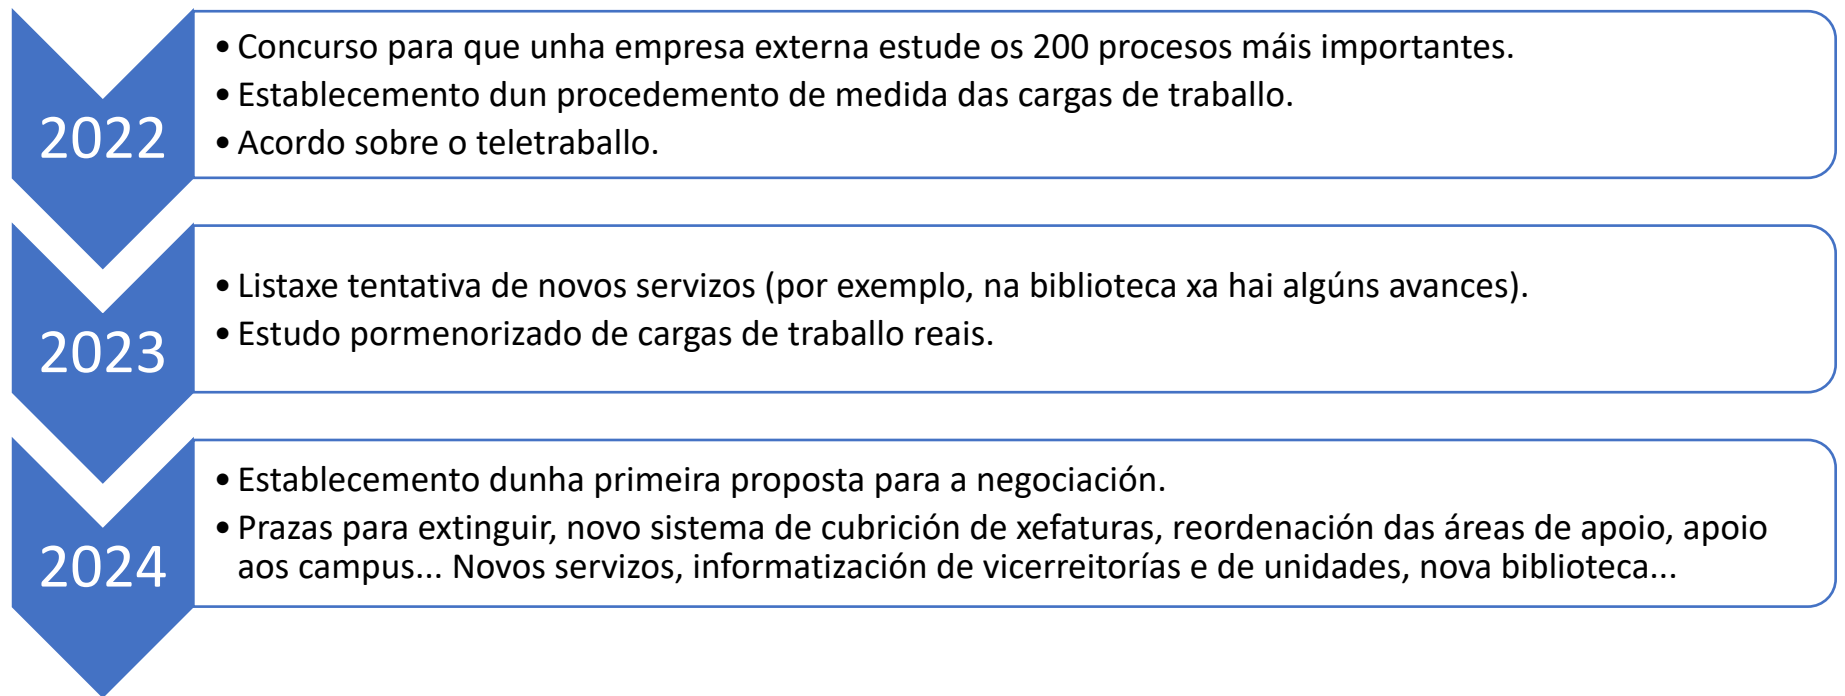 2022
• Concurso para que unha empresa externa estude os 200 procesos máis importantes.
• Establecemento dun procedemento de medida das cargas de traballo.
• Acordo sobre o teletraballo.
2023
• Listaxe tentativa de novos servizos (por exemplo, na biblioteca xa hai algúns avances).
• Estudo pormenorizado de cargas de traballo reais.
2024
• Establecemento dunha primeira proposta para a negociación.
• Prazas para extinguir, novo sistema de cubrición de xefaturas, reordenación das áreas de apoio, apoio
aos campus... Novos servizos, informatización de vicerreitorías e de unidades, nova biblioteca...